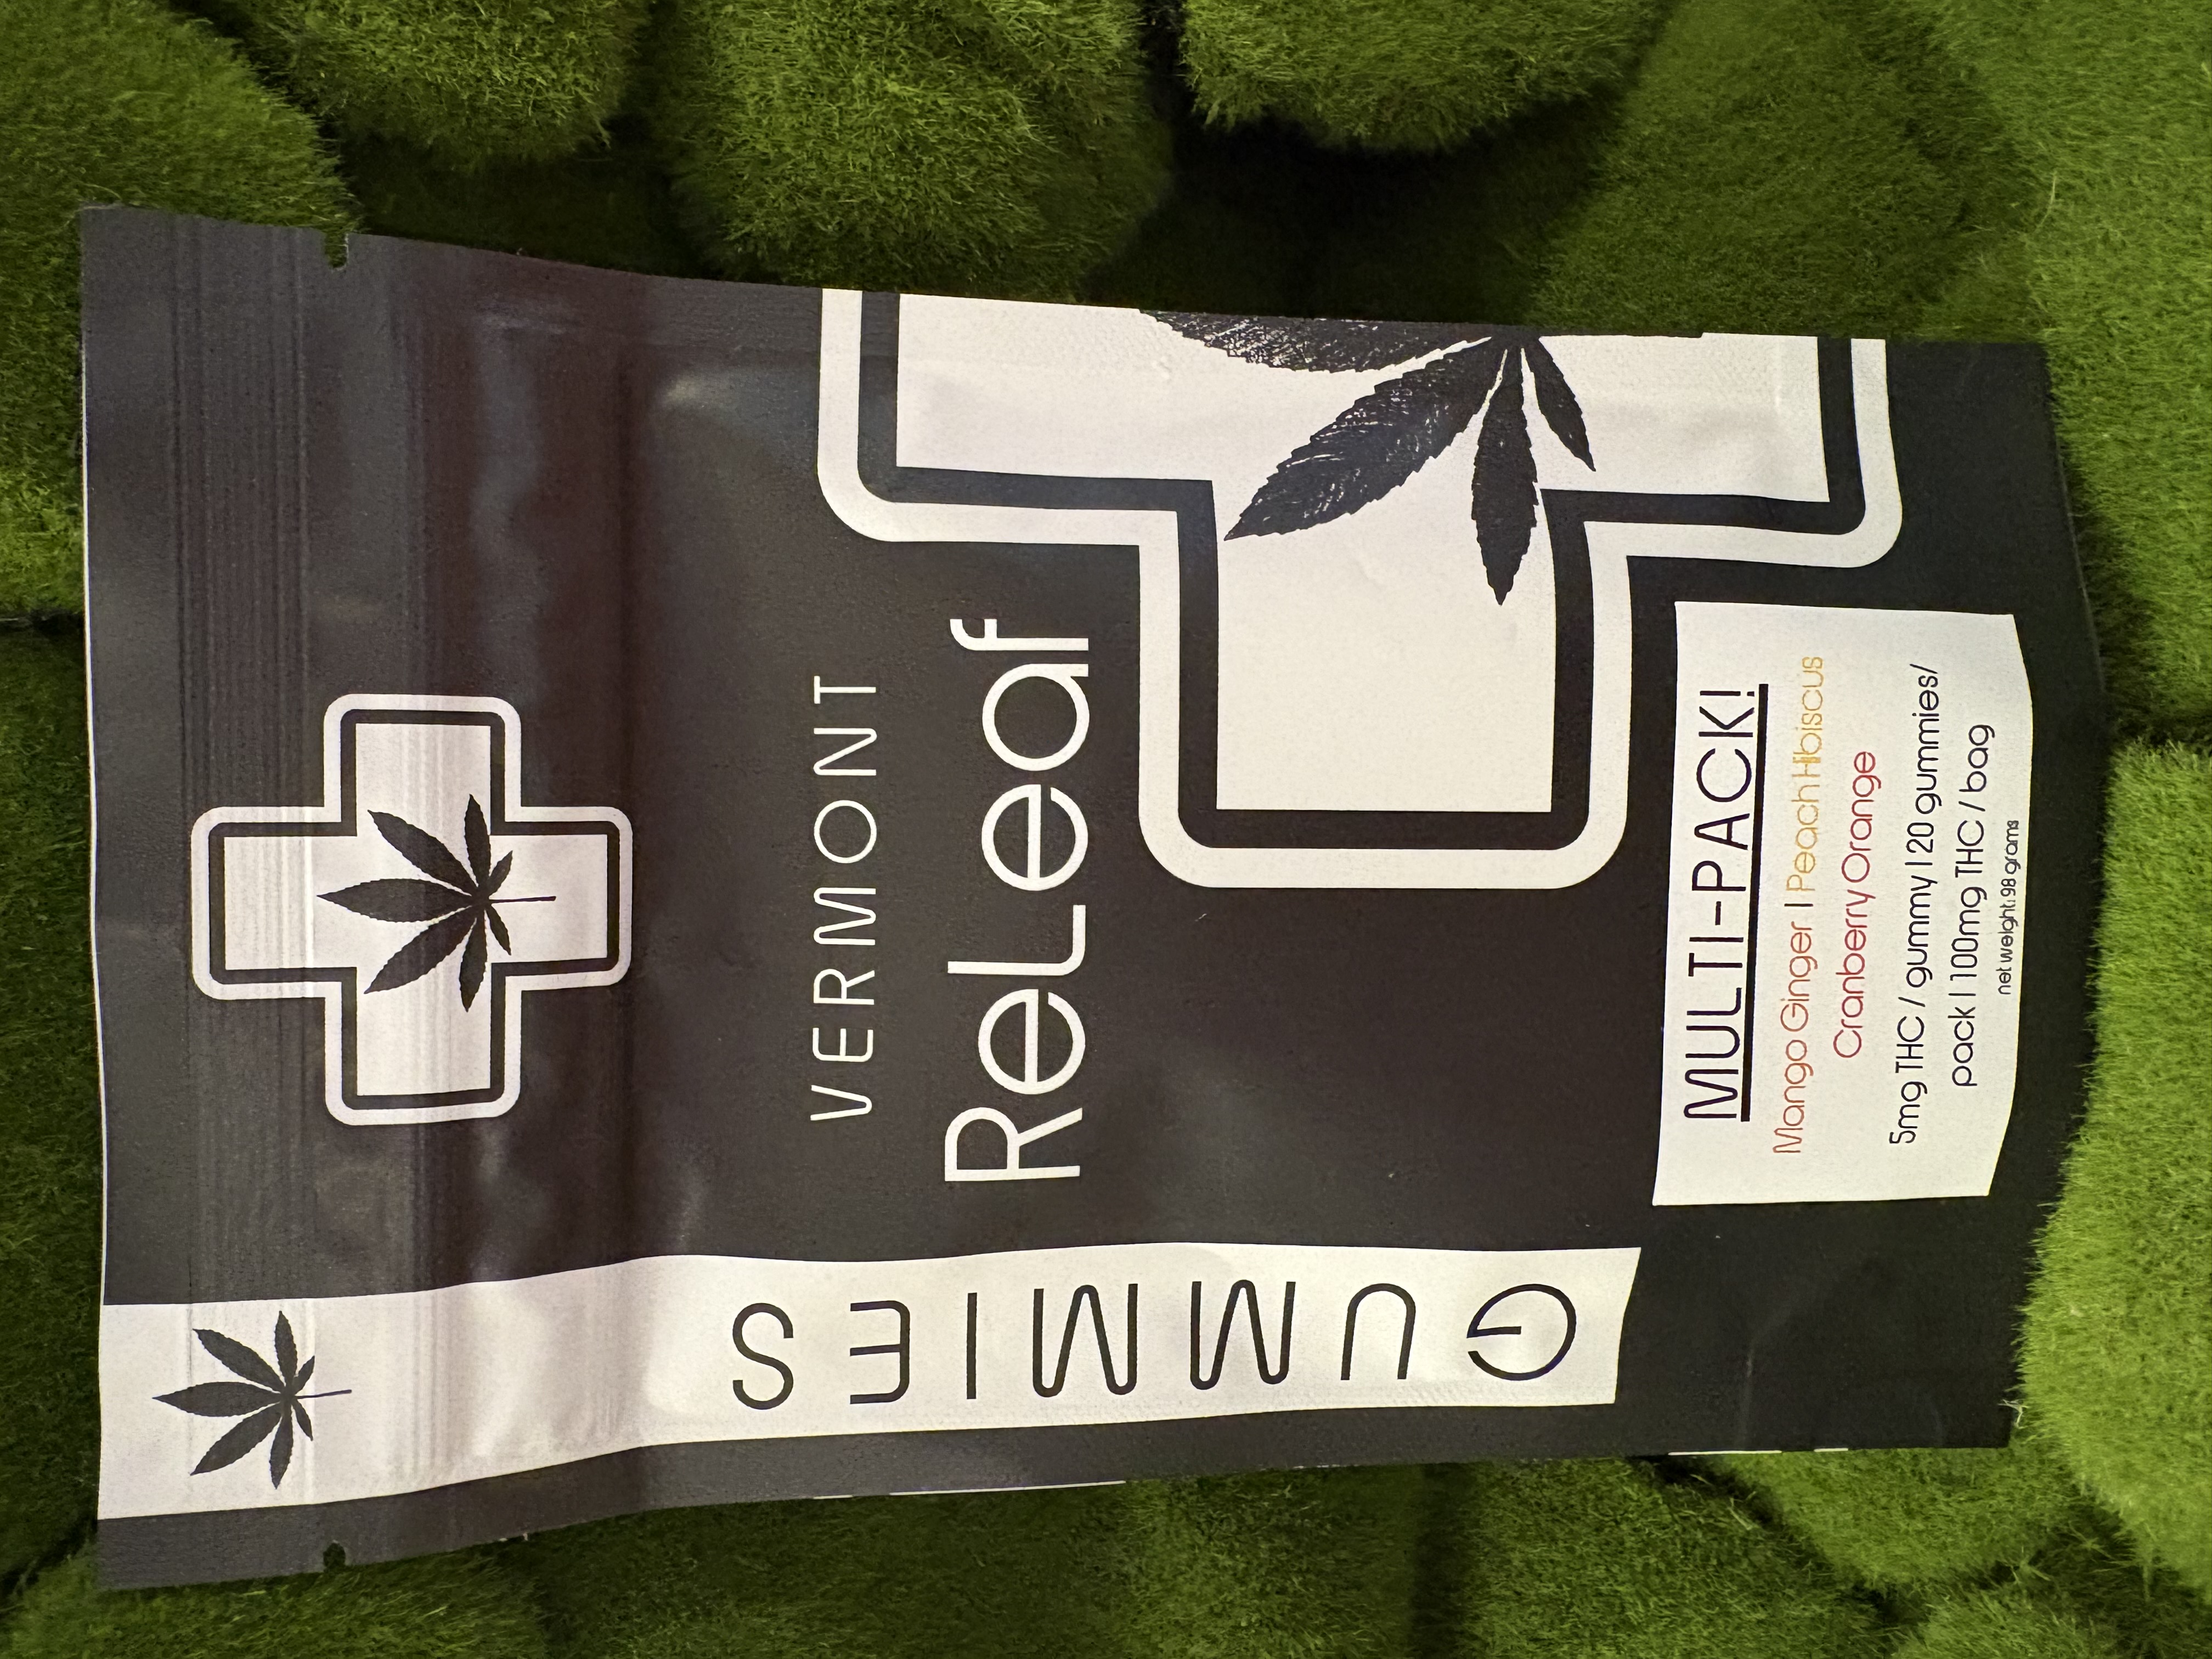 VERMONT
ReLeaf
GUMMIES
MULTI-PACK!
Mango Ginger | Peach Hibiscus
Cranberry Orange
5mg THC / gummy | 20 gummies/
pack | 100mg THC / bag
net weight: 98 grams